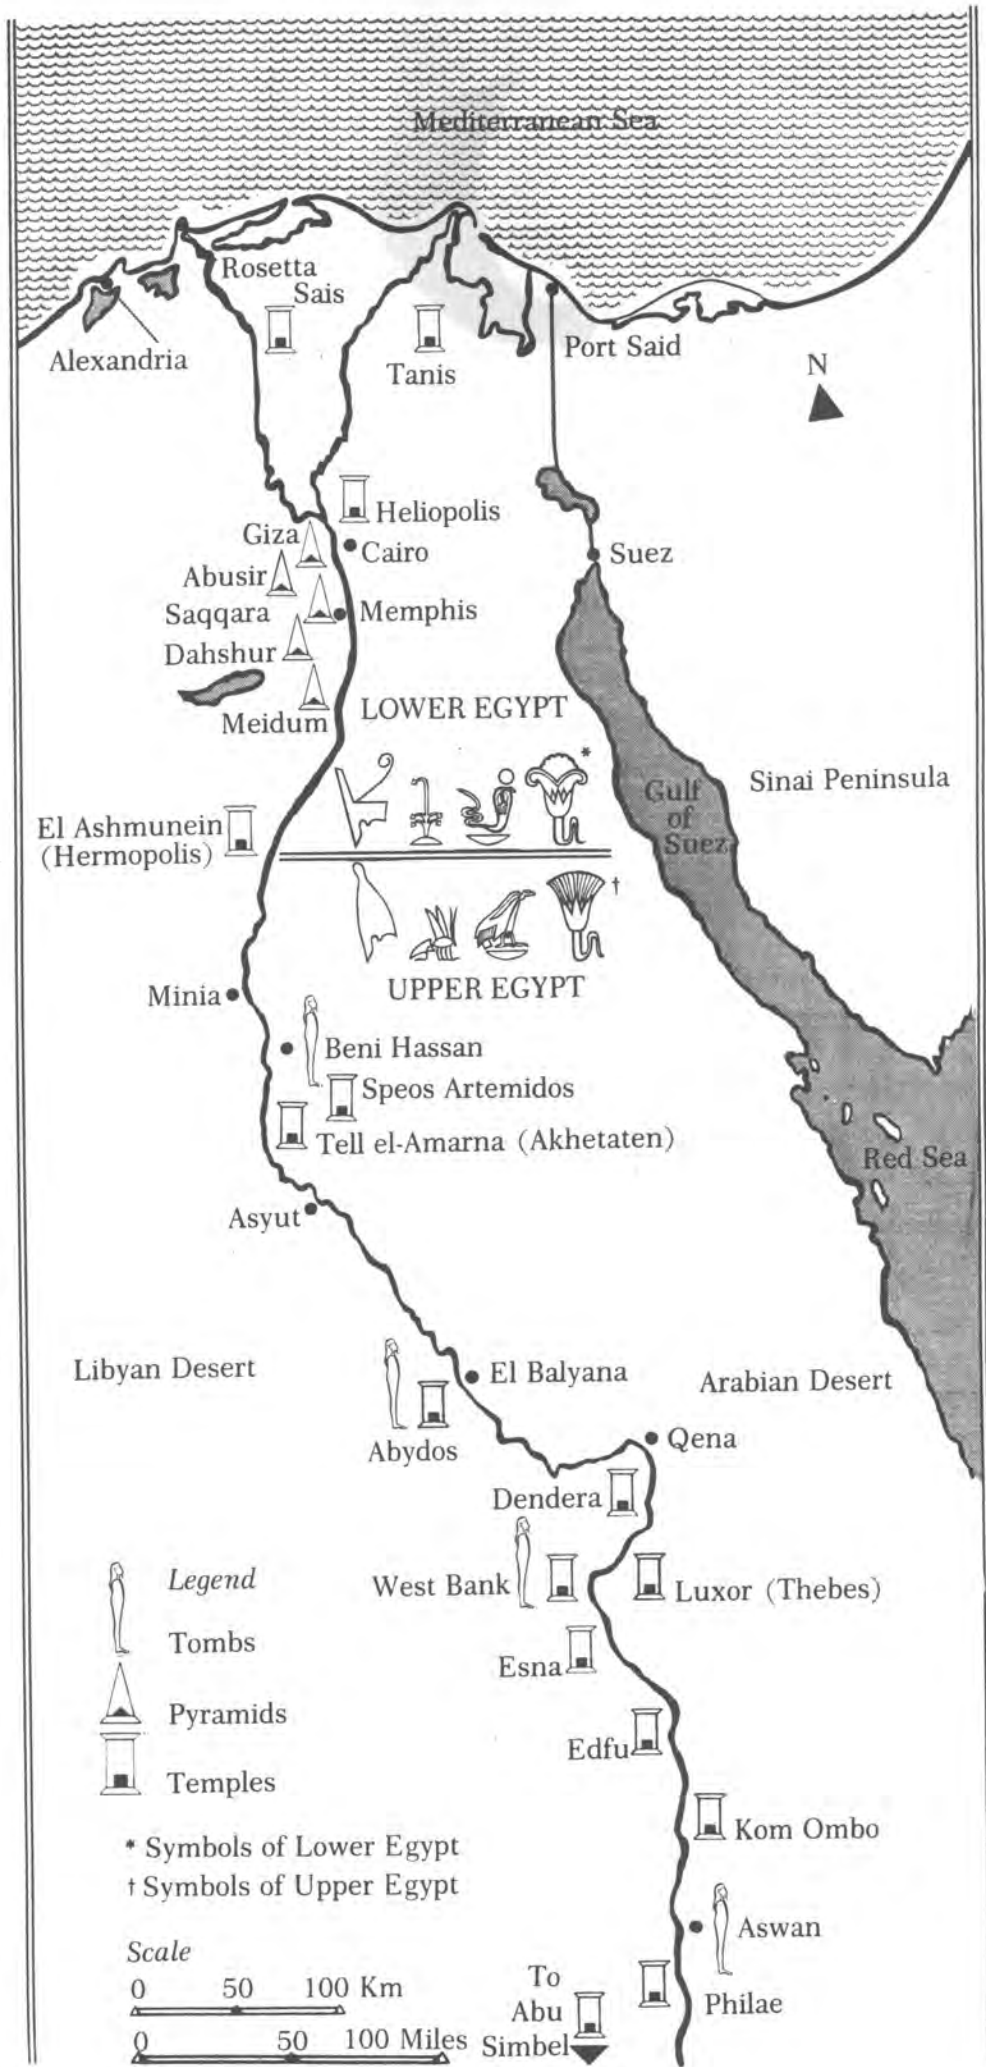 Mediterranean Sea
Rosetta
Sais
Alexandria
Tanis
Port Said
N
Heliopolis
Giza
Cairo
Suez
Abusir
Saqqara
Memphis
Dahshur
Meidum
LOWER EGYPT
*
Sinai Peninsula
Gulf
of
Suez
El Ashmunein
(Hermopolis)
†
UPPER EGYPT
Minia
Beni Hassan
Speos Artemidos
Tell el-Amarna (Akhetaten)
Red Sea
Asyut
Libyan Desert
El Balyana
Arabian Desert
Abydos
Qena
Dendera
West Bank
Luxor (Thebes)
Esna
Edfu
Kom Ombo
Aswan
Philae
To
Abu
Simbel
Legend
Tombs
Pyramids
Temples
* Symbols of Lower Egypt
† Symbols of Upper Egypt
Scale
0 50 100 Km
0 50 100 Miles